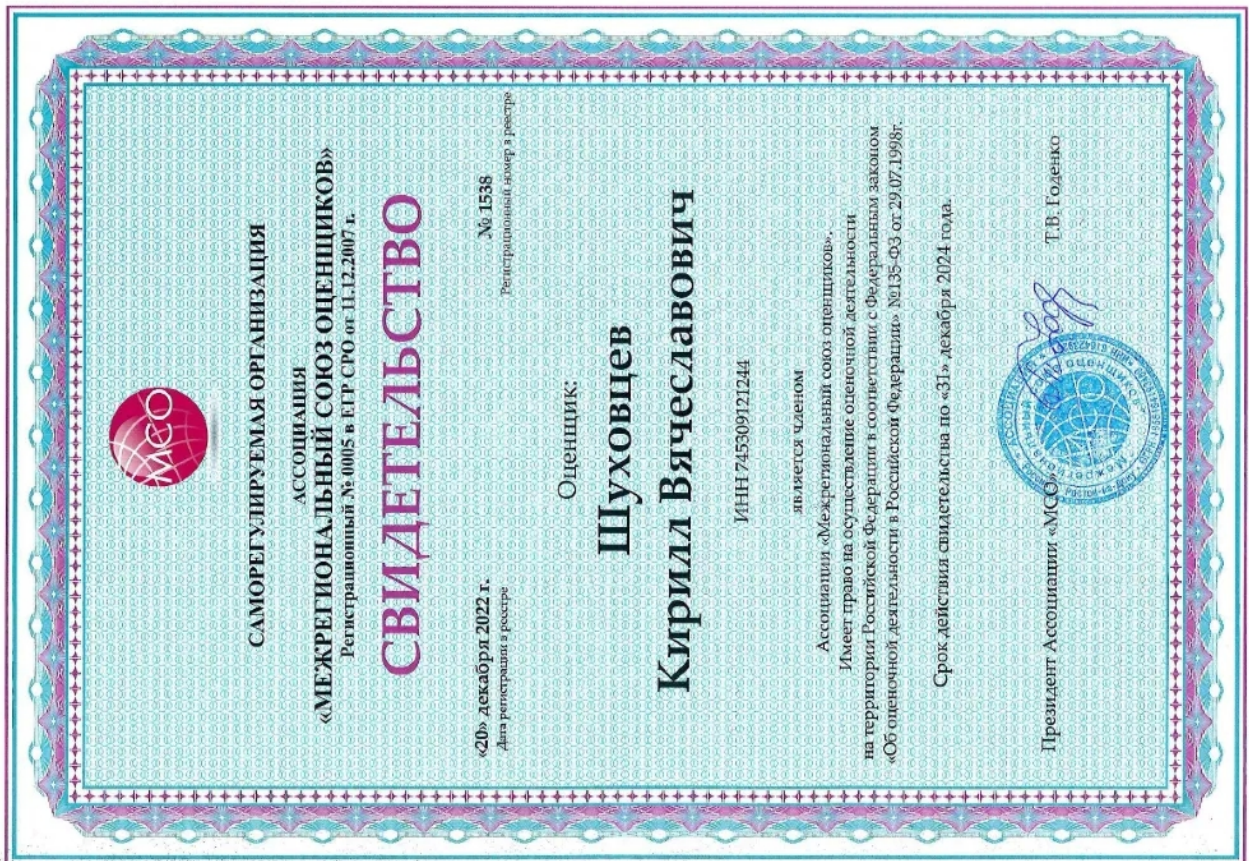 МСО
САМОРЕГУЛИРУЕМАЯ ОРГАНИЗАЦИЯ
АССОЦИАЦИЯ
«МЕЖРЕГИОНАЛЬНЫЙ СОЮЗ ОЦЕНЩИКОВ»
Регистрационный № 0005 в ЕГР СРО от 11.12.2007 г.
СВИДЕТЕЛЬСТВО
«20» декабря 2022 г. № 1538
Дата регистрации в реестре Регистрационный номер в реестре
Оценщик:
Шуховцев
Кирилл Вячеславович
ИНН 745309121244
является членом
Ассоциации «Межрегиональный союз оценщиков».
Имеет право на осуществление оценочной деятельности
на территории Российской Федерации в соответствии с Федеральным законом
«Об оценочной деятельности в Российской Федерации» №135-ФЗ от 29.07.1998г.
Срок действия свидетельства по «31» декабря 2024 года.
Президент Ассоциации «МСО» Т.В. Годенко